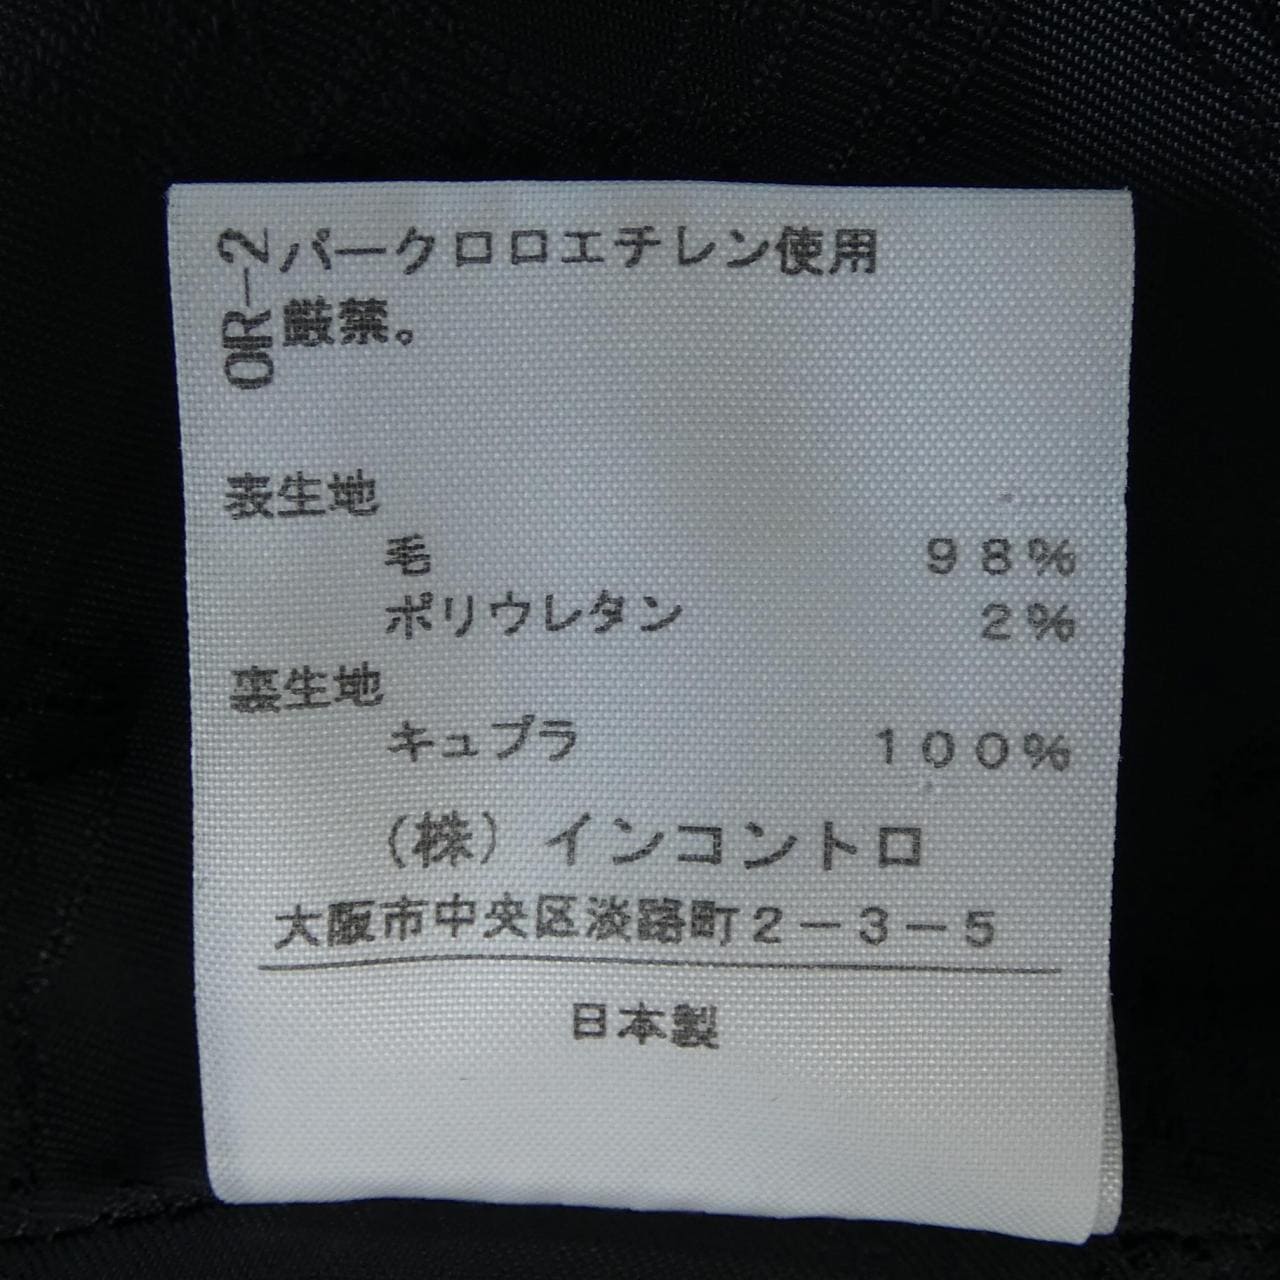 OR-2
パークロロエチレン使用
厳禁。
表生地
毛 98%
ポリウレタン 2%
裏生地
キュプラ 100%
(株)インコントロ
大阪市中央区淡路町2-3-5
日本製